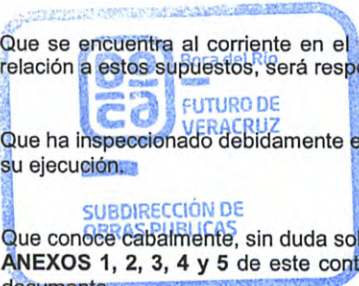 Que se encuentra al corriente en el
Boca del Río
relación a estos supuestos, será resp
FUTURO DE
VERACRUZ
Que ha inspeccionado debidamente e
su ejecución.
SUBDIRECCIÓN DE
OBRAS PÚBLICAS
Que conoce cabalmente, sin duda sol
ANEXOS 1, 2, 3, 4 y 5 de este cont
documento